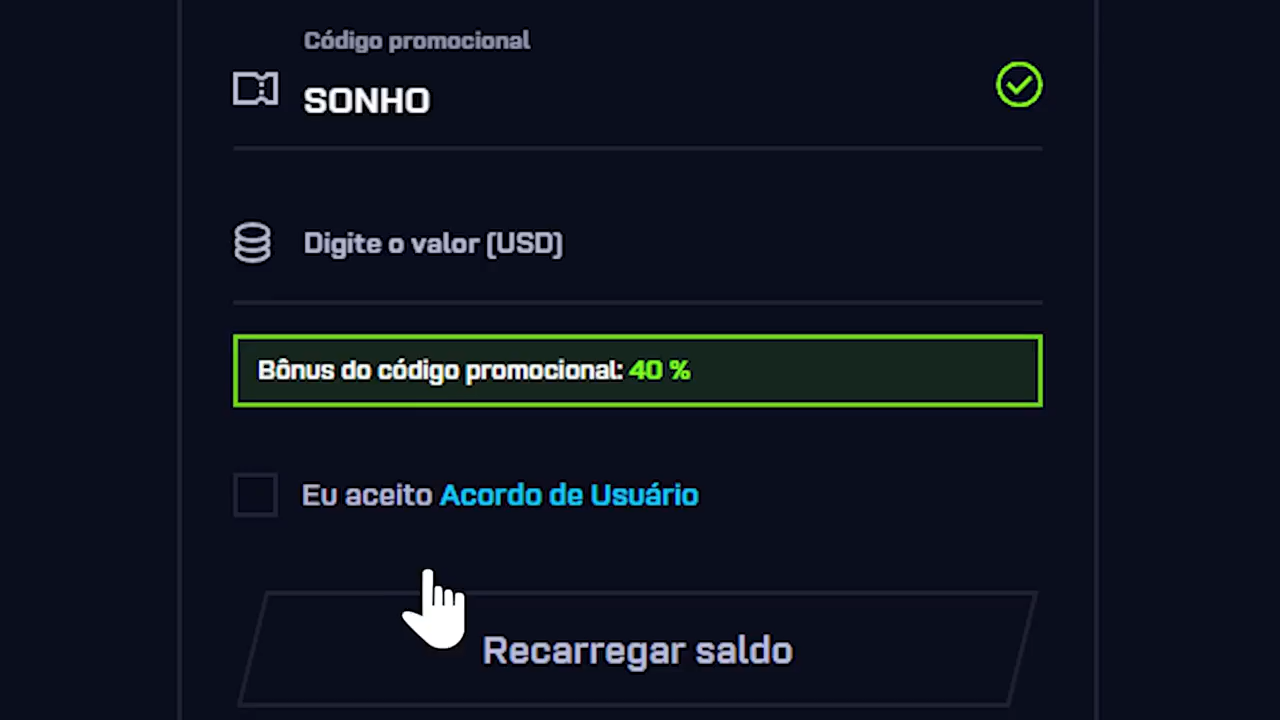 Código promocional
SONHO
Digite o valor (USD)
Bônus do código promocional: 40 %
Eu aceito Acordo de Usuário
Recarregar saldo